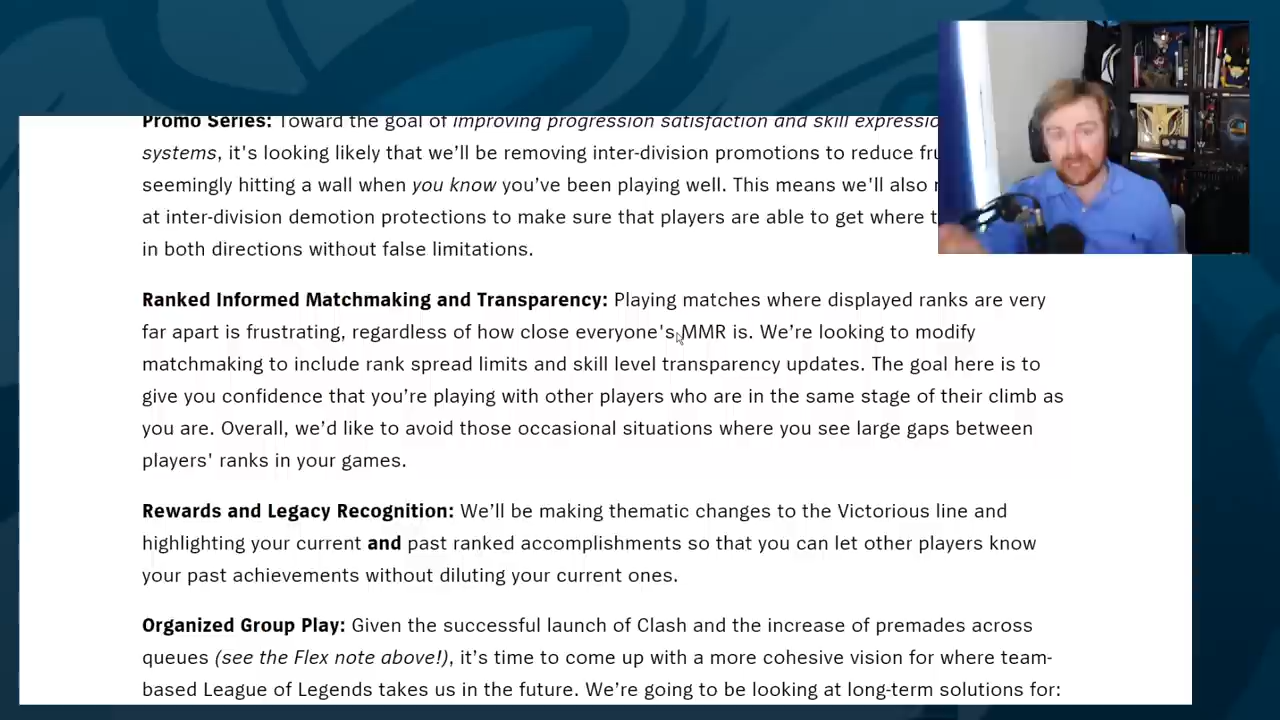 Promo Series: Toward the goal of improving progression satisfaction and skill
systems, it's looking likely that we'll be removing inter-division promotions to reduce
seemingly hitting a wall when you know you've been playing well. This means we'll also
at inter-division demotion protections to make sure that players are able to get where
in both directions without false limitations.
Ranked Informed Matchmaking and Transparency: Playing matches where displayed ranks are very
far apart is frustrating, regardless of how close everyone's MMR is. We're looking to modify
matchmaking to include rank spread limits and skill level transparency updates. The goal here is to
give you confidence that you're playing with other players who are in the same stage of their climb as
you are. Overall, we'd like to avoid those occasional situations where you see large gaps between
players' ranks in your games.
Rewards and Legacy Recognition: We'll be making thematic changes to the Victorious line and
highlighting your current and past ranked accomplishments so that you can let other players know
your past achievements without diluting your current ones.
Organized Group Play: Given the successful launch of Clash and the increase of premades across
queues (see the Flex note above!), it's time to come up with a more cohesive vision for where team-
based League of Legends takes us in the future. We're going to be looking at long-term solutions for: